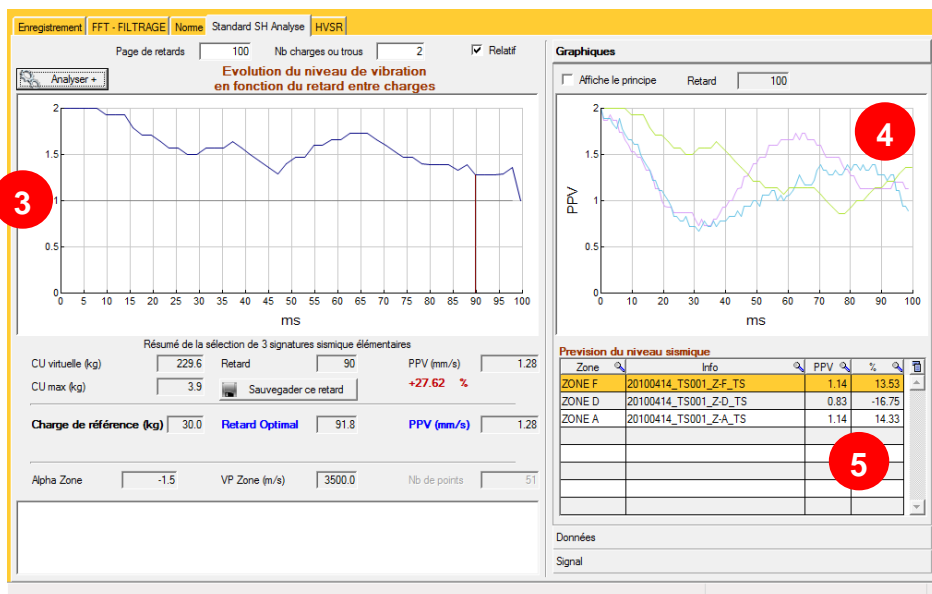 Enregistrement FFT - FILTRAGE Norme Standard SH Analyse HVSR
Page de retards 100 Nb charges ou trous 2 Relatif
Analyser +
Evolution du niveau de vibration
en fonction du retard entre charges
2
1.5
1
0.5
0
0 5 10 15 20 25 30 35 40 45 50 55 60 65 70 75 80 85 90 95 100
ms
3
Résumé de la sélection de 3 signatures sismique élémentaires
CU virtuelle (kg) 229.6 Retard 90 PPV (mm/s) 1.28
CU max (kg) 3.9 Sauvegader ce retard +27.62 %
Charge de référence (kg) 30.0 Retard Optimal 91.8 PPV (mm/s) 1.28
Alpha Zone -1.5 VP Zone (m/s) 3500.0 Nb de points 51
Graphiques
Affiche le principe Retard 100
PPV
2
1.5
1
0.5
0
0 10 20 30 40 50 60 70 80 90 100
ms
4
Prevision du niveau sismique
Zone Info PPV %
ZONE F 20100414_TS001_Z-F_TS 1.14 13.53
ZONE D 20100414_TS001_Z-D_TS 0.83 -16.75
ZONE A 20100414_TS001_Z-A_TS 1.14 14.33
5
Données
Signal